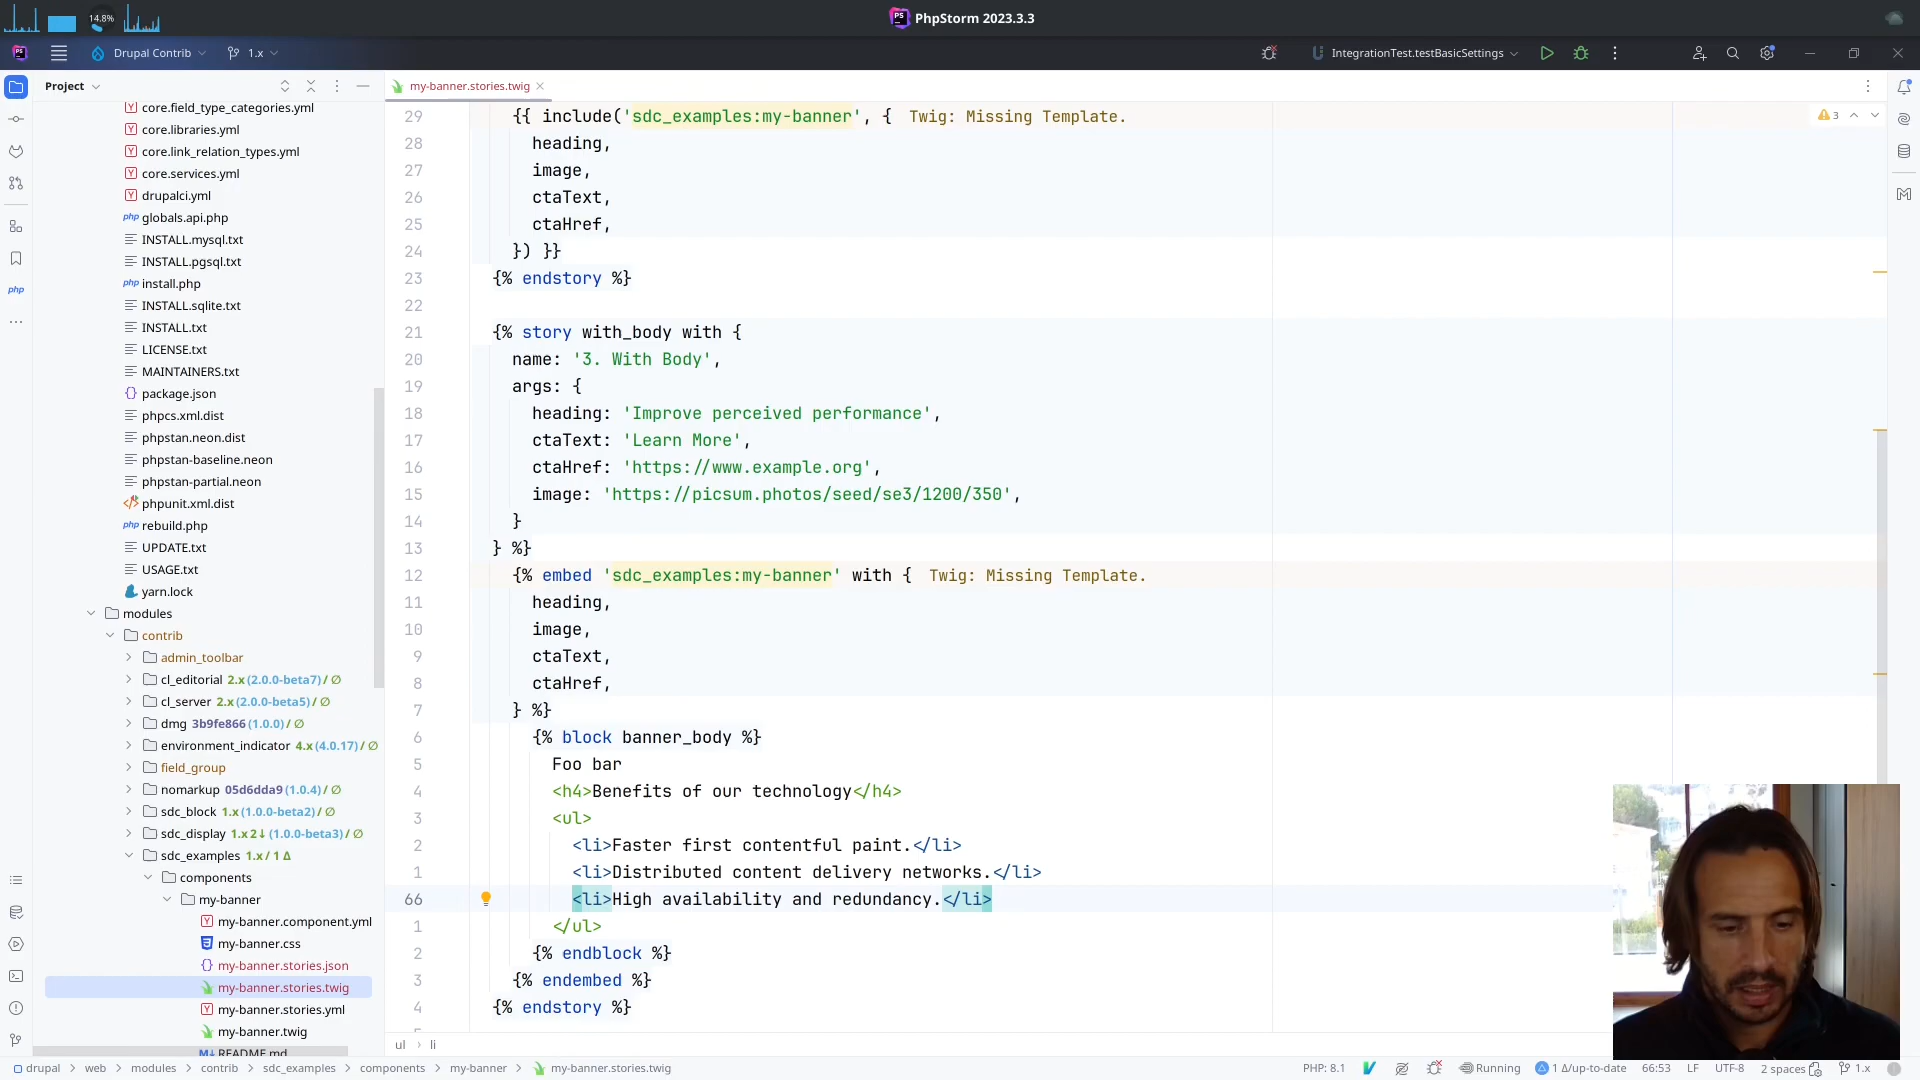 14.8%
PhpStorm 2023.3.3
Drupal Contrib
1.x
IntegrationTest.testBasicSettings
Project
core.field_type_categories.yml
core.libraries.yml
core.link_relation_types.yml
core.services.yml
drupalci.yml
php globals.api.php
INSTALL.mysql.txt
INSTALL.pgsql.txt
php install.php
INSTALL.sqlite.txt
INSTALL.txt
LICENSE.txt
MAINTAINERS.txt
package.json
phpcs.xml.dist
phpstan.neon.dist
phpstan-baseline.neon
phpstan-partial.neon
phpunit.xml.dist
php rebuild.php
UPDATE.txt
USAGE.txt
yarn.lock
modules
contrib
admin_toolbar
cl_editorial 2.x (2.0.0-beta7) / ∅
cl_server 2.x (2.0.0-beta5) / ∅
dmg 3b9fe866 (1.0.0) / ∅
environment_indicator 4.x (4.0.17) / ∅
field_group
nomarkup 05d6dda9 (1.0.4) / ∅
sdc_block 1.x (1.0.0-beta2) / ∅
sdc_display 1.x 2↓ (1.0.0-beta3) / ∅
sdc_examples 1.x / 1 Δ
components
my-banner
my-banner.component.yml
my-banner.css
my-banner.stories.json
my-banner.stories.twig
my-banner.stories.yml
my-banner.twig
README.md
my-banner.stories.twig
3
29 {{ include('sdc_examples:my-banner', { Twig: Missing Template.
28 heading,
27 image,
26 ctaText,
25 ctaHref,
24 }) }}
23 {% endstory %}
22
21 {% story with_body with {
20 name: '3. With Body',
19 args: {
18 heading: 'Improve perceived performance',
17 ctaText: 'Learn More',
16 ctaHref: 'https://www.example.org',
15 image: 'https://picsum.photos/seed/se3/1200/350',
14 }
13 } %}
12 {% embed 'sdc_examples:my-banner' with { Twig: Missing Template.
11 heading,
10 image,
9 ctaText,
8 ctaHref,
7 } %}
6 {% block banner_body %}
5 Foo bar
4 <h4>Benefits of our technology</h4>
3 <ul>
2 <li>Faster first contentful paint.</li>
1 <li>Distributed content delivery networks.</li>
66 <li>High availability and redundancy.</li>
1 </ul>
2 {% endblock %}
3 {% endembed %}
4 {% endstory %}
ul › li
drupal › web › modules › contrib › sdc_examples › components › my-banner › my-banner.stories.twig
PHP: 8.1
Running
1 Δ/up-to-date
66:53
LF
UTF-8
2 spaces
1.x